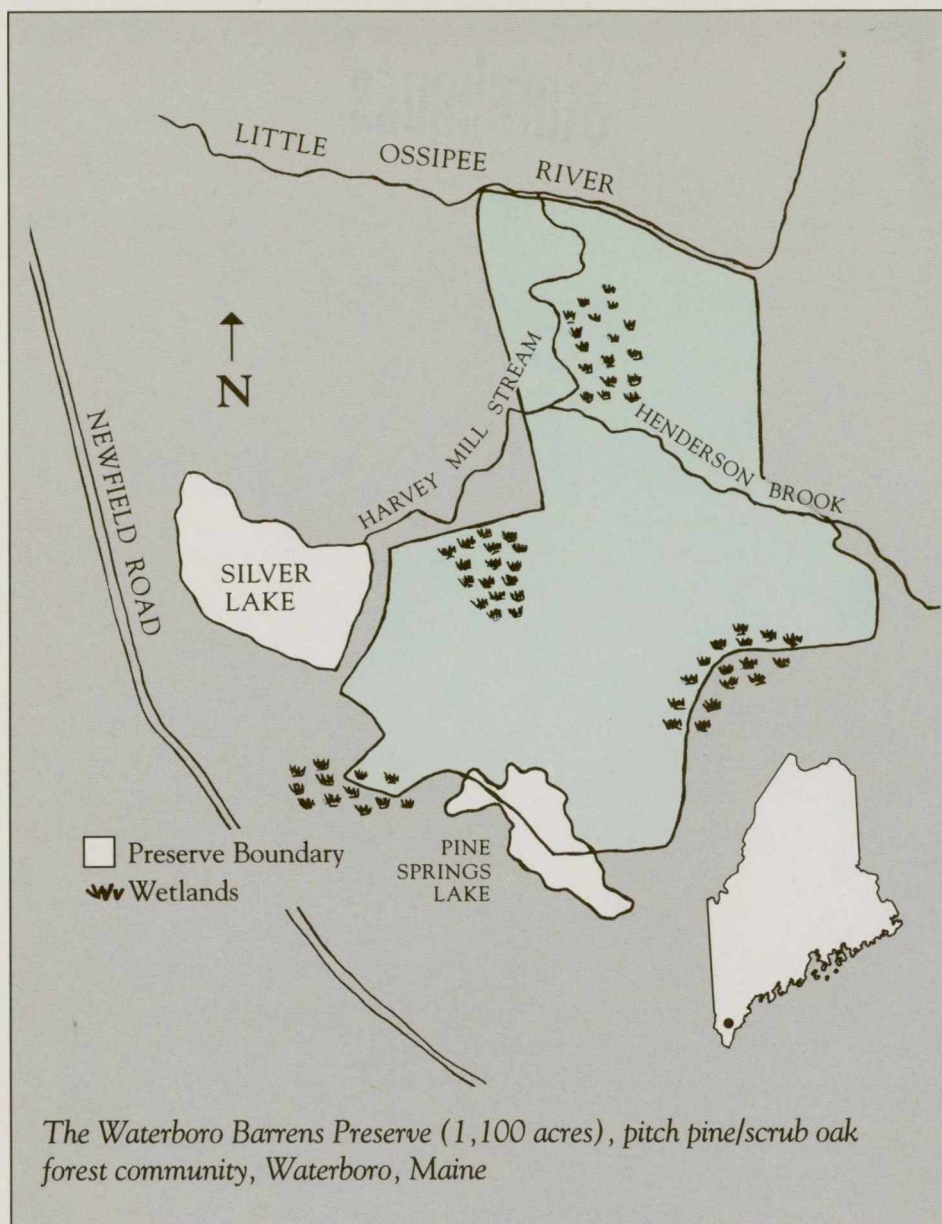 LITTLE OSSIPEE RIVER
N
HARVEY MILL STREAM
HENDERSON BROOK
NEWFIELD ROAD
SILVER
LAKE
PINE
SPRINGS
LAKE
Preserve Boundary
Wetlands
The Waterboro Barrens Preserve (1,100 acres), pitch pine/scrub oak
forest community, Waterboro, Maine